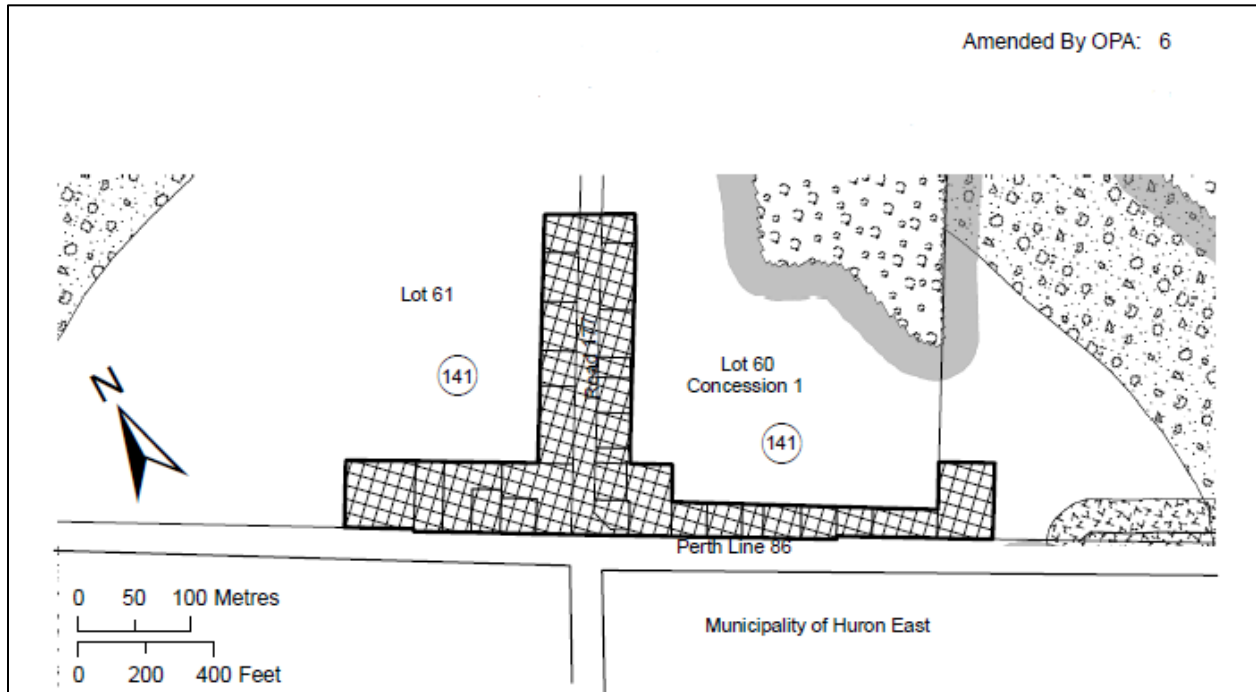 Amended By OPA: 6
Lot 61
141
Lot 60
Concession 1
141
N
Perth Line 86
0 50 100 Metres
0 200 400 Feet
Municipality of Huron East
Road